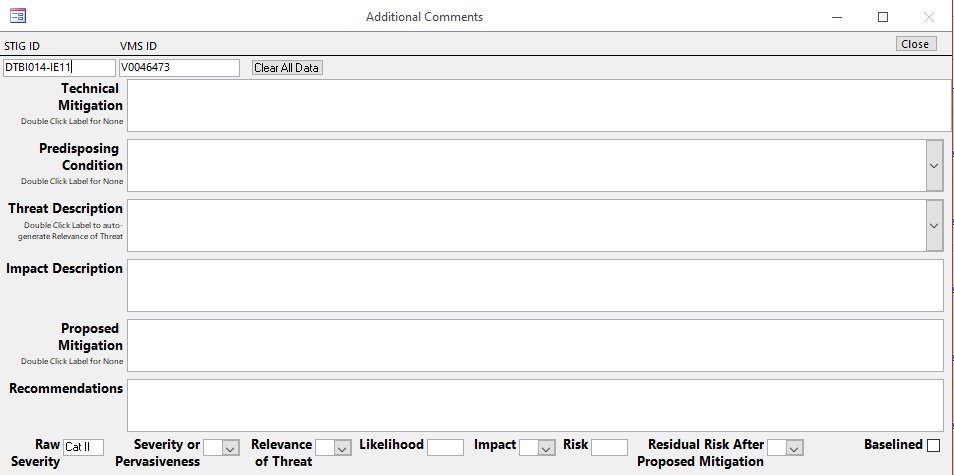 Additional Comments
STIG ID VMS ID Close
DTBI014-IE11 V0046473 Clear All Data
Technical
Mitigation
Double Click Label for None
Predisposing
Condition
Double Click Label for None
Threat Description
Double Click Label to auto-
generate Relevance of Threat
Impact Description
Proposed
Mitigation
Double Click Label for None
Recommendations
Raw Cat II Severity or Relevance Likelihood Impact Risk Residual Risk After Baselined
Severity Pervasiveness of Threat Proposed Mitigation